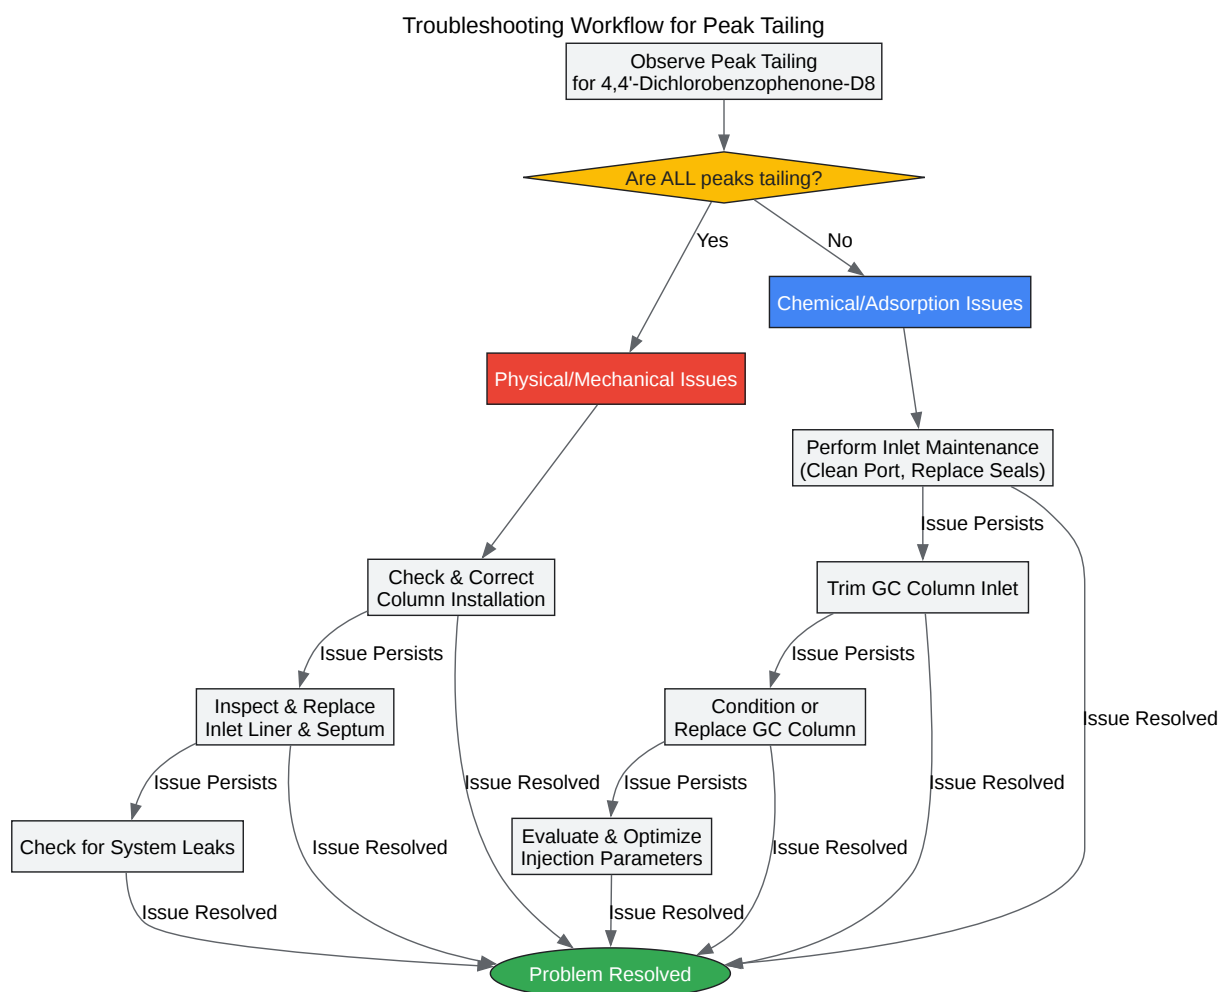 Troubleshooting Workflow for Peak Tailing
Observe Peak Tailing
for 4,4'-Dichlorobenzophenone-D8
Are ALL peaks tailing?
Yes
No
Chemical/Adsorption Issues
Physical/Mechanical Issues
Perform Inlet Maintenance
(Clean Port, Replace Seals)
Issue Persists
Check & Correct
Column Installation
Trim GC Column Inlet
Issue Persists
Issue Persists
Inspect & Replace
Inlet Liner & Septum
Condition or
Replace GC Column
Issue Resolved
Issue Persists
Issue Resolved
Issue Persists
Issue Resolved
Check for System Leaks
Issue Resolved
Evaluate & Optimize
Injection Parameters
Issue Resolved
Issue Resolved
Issue Resolved
Problem Resolved